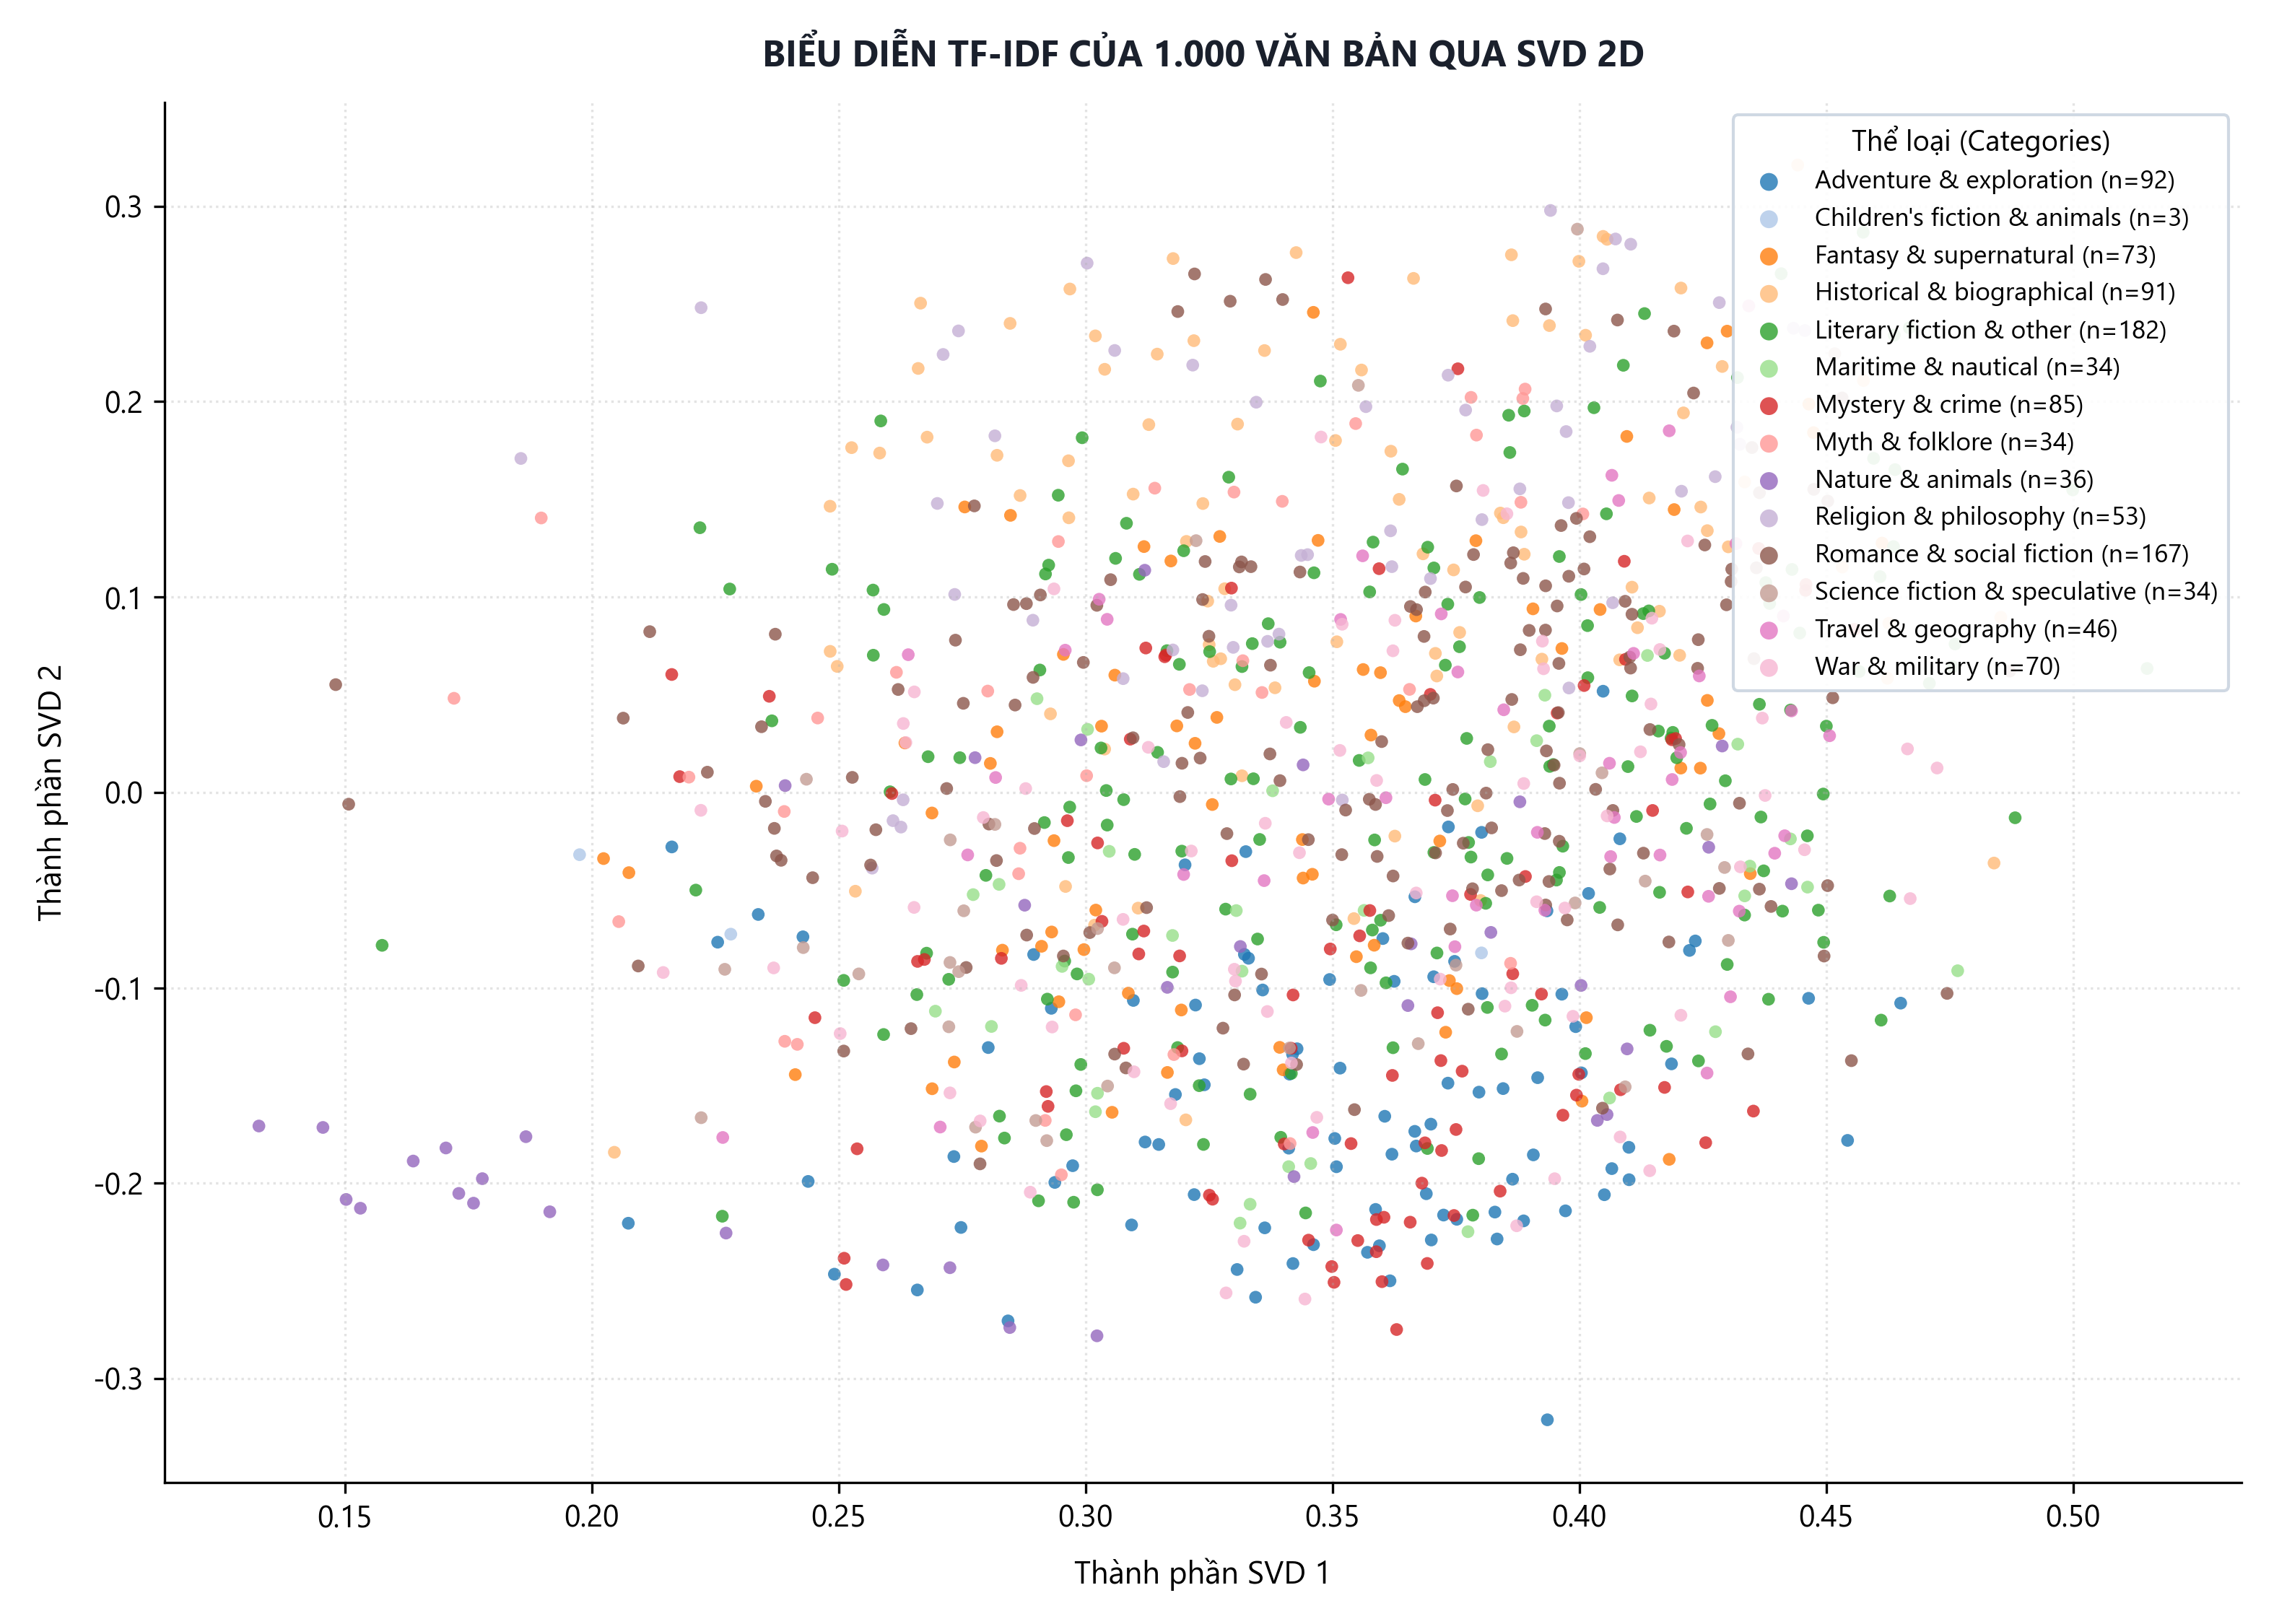 BIỂU DIỄN TF-IDF CỦA 1.000 VĂN BẢN QUA SVD 2D
Thể loại (Categories)
Adventure & exploration (n=92)
Children's fiction & animals (n=3)
Fantasy & supernatural (n=73)
Historical & biographical (n=91)
Literary fiction & other (n=182)
Maritime & nautical (n=34)
Mystery & crime (n=85)
Myth & folklore (n=34)
Nature & animals (n=36)
Religion & philosophy (n=53)
Romance & social fiction (n=167)
Science fiction & speculative (n=34)
Travel & geography (n=46)
War & military (n=70)
Thành phần SVD 2
0.3
0.2
0.1
0.0
-0.1
-0.2
-0.3
0.15 0.20 0.25 0.30 0.35 0.40 0.45 0.50
Thành phần SVD 1